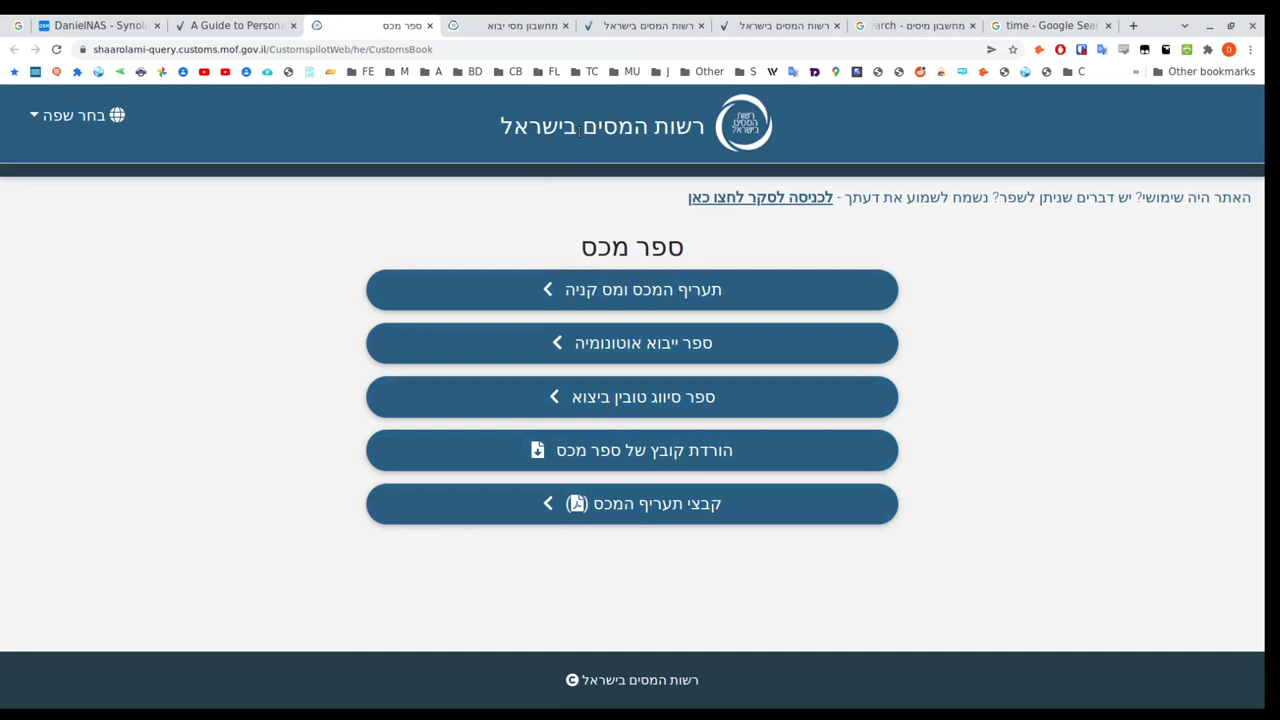 DanielNAS - Synolo
A Guide to Persona
ספר מכס
מחשבון מסי יבוא
רשות המסים בישראל
רשות המסים בישראל
מחשבון מיסים - arch
time - Google Sea
shaarolami-query.customs.mof.gov.il/CustomspilotWeb/he/CustomsBook
FE
M
A
BD
CB
FL
TC
MU
J
Other
S
C
»
Other bookmarks
בחר שפה
רשות המסים בישראל
רשות
המסים
בישראל
האתר היה שימושי? יש דברים שניתן לשפר? נשמח לשמוע את דעתך - לכניסה לסקר לחצו כאן
ספר מכס
תעריף המכס ומס קניה
ספר ייבוא אוטונומיה
ספר סיווג טובין ביצוא
הורדת קובץ של ספר מכס
קבצי תעריף המכס ()
רשות המסים בישראל